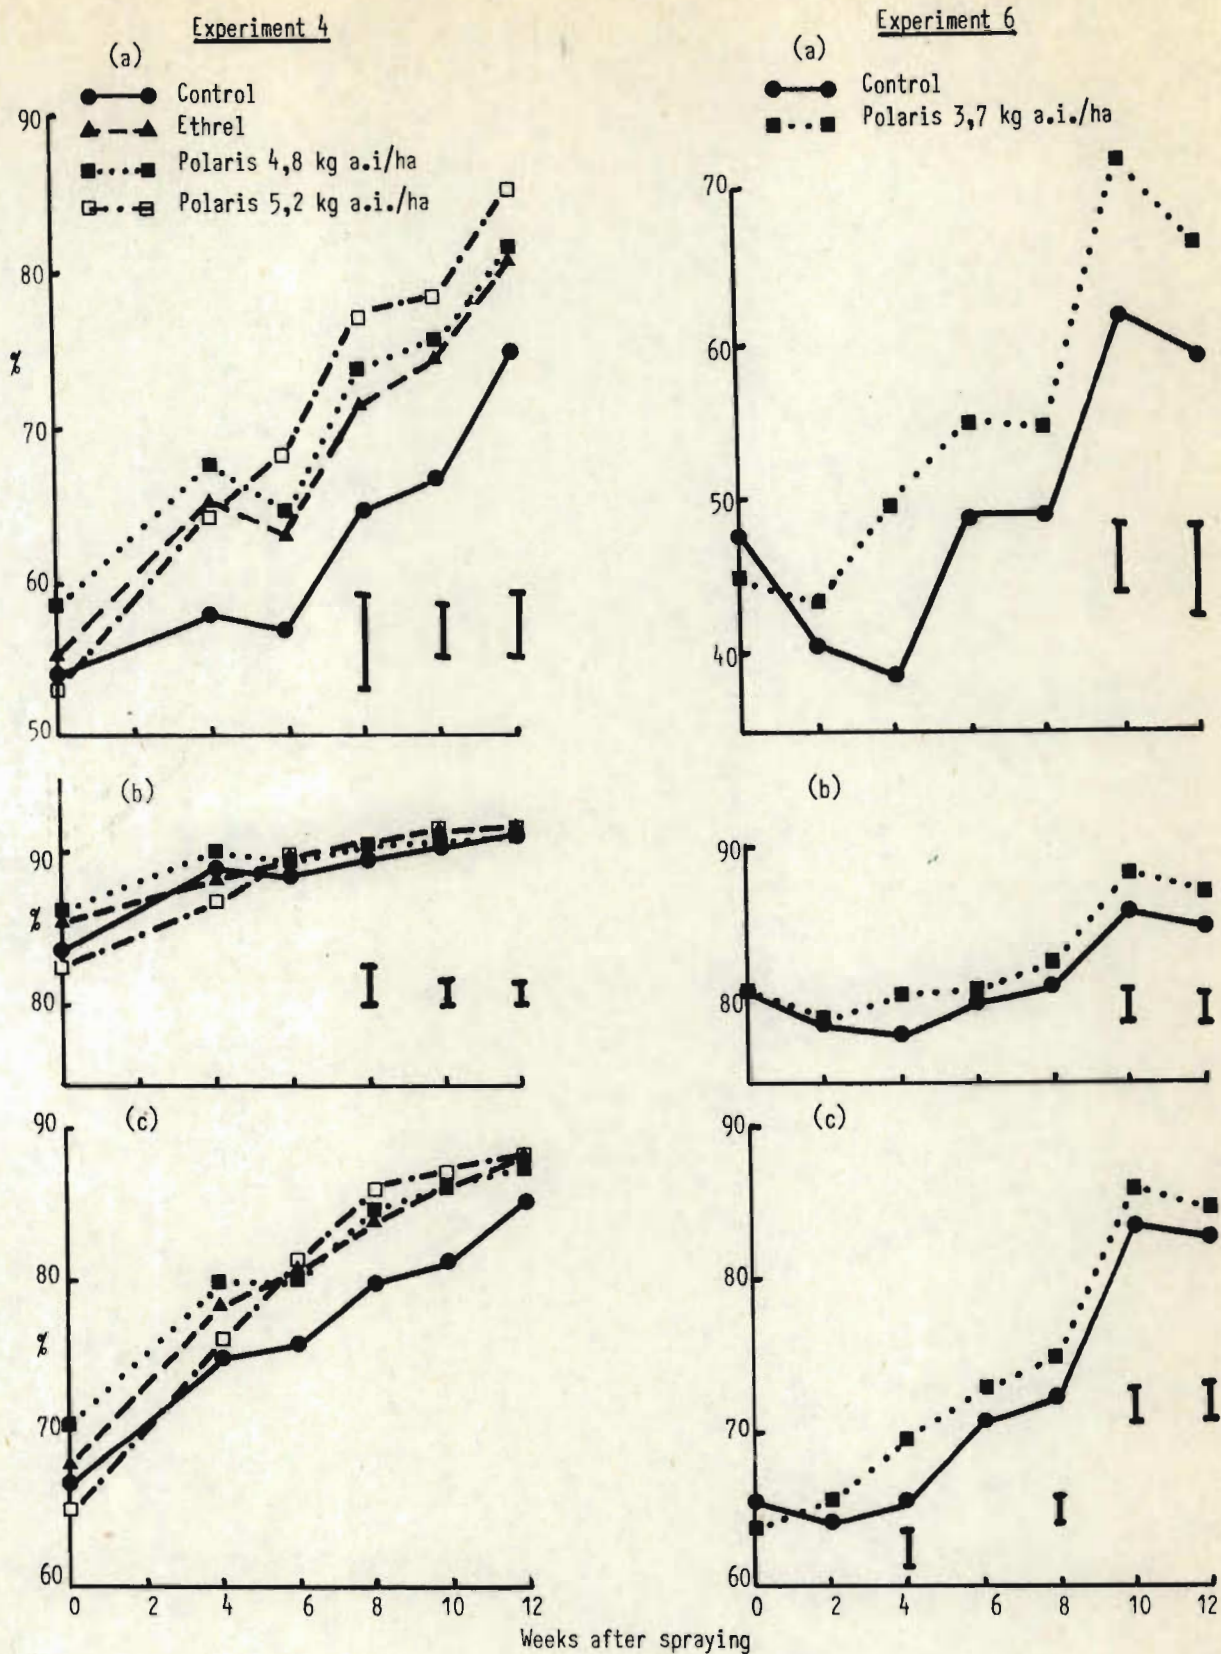 Experiment 4
(a)
Control
Ethrel
Polaris 4,8 kg a.i/ha
Polaris 5,2 kg a.i./ha
90
80
%
70
60
50
(b)
90
%
80
(c)
90
80
%
70
60
0 2 4 6 8 10 12
Experiment 6
(a)
Control
Polaris 3,7 kg a.i./ha
70
60
50
40
(b)
90
80
(c)
90
80
70
60
0 2 4 6 8 10 12
Weeks after spraying